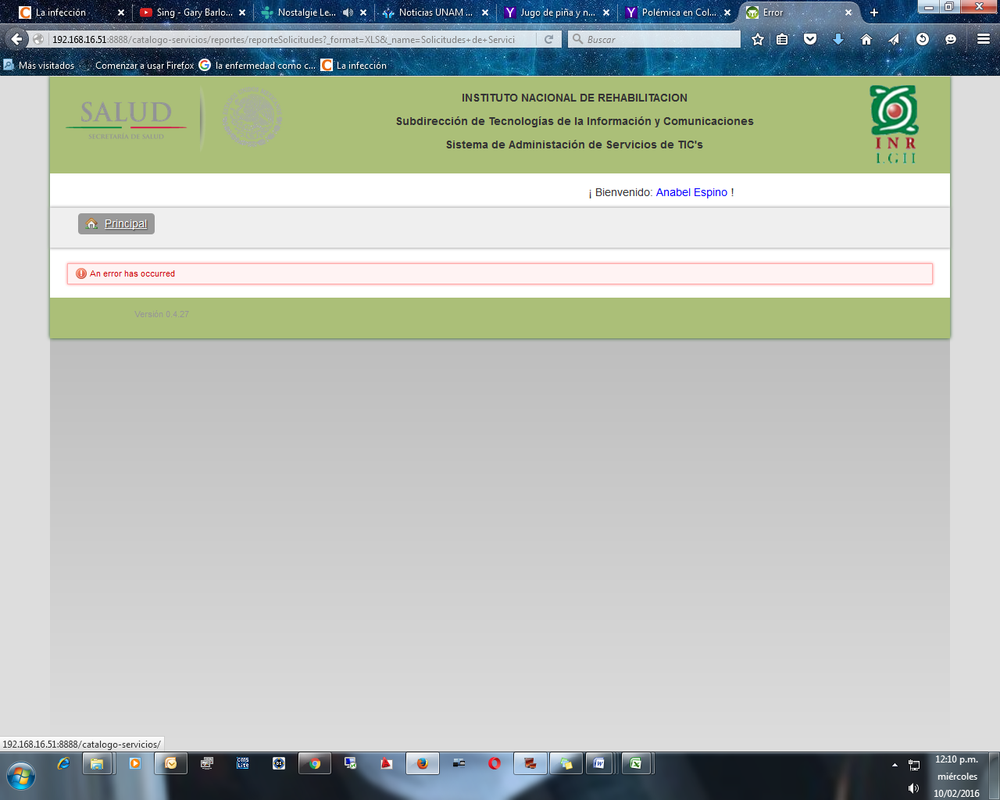 La infección
Sing - Gary Barlo...
Nostalgie Le...
Noticias UNAM ...
Jugo de piña y n...
Polémica en Col...
Error
192.168.16.51:8888/catalogo-servicios/reportes/reporteSolicitudes?_format=XLS&_name=Solicitudes+de+Servici
Buscar
Más visitados
Comenzar a usar Firefox
la enfermedad como c...
La infección
SALUD
SECRETARÍA DE SALUD
INSTITUTO NACIONAL DE REHABILITACION
Subdirección de Tecnologías de la Información y Comunicaciones
Sistema de Administación de Servicios de TIC's
INR
LGII
¡ Bienvenido: Anabel Espino !
Principal
An error has occurred
Versión 0.4.27
192.168.16.51:8888/catalogo-servicios/
CMS
Lite
12:10 p.m.
miércoles
10/02/2016